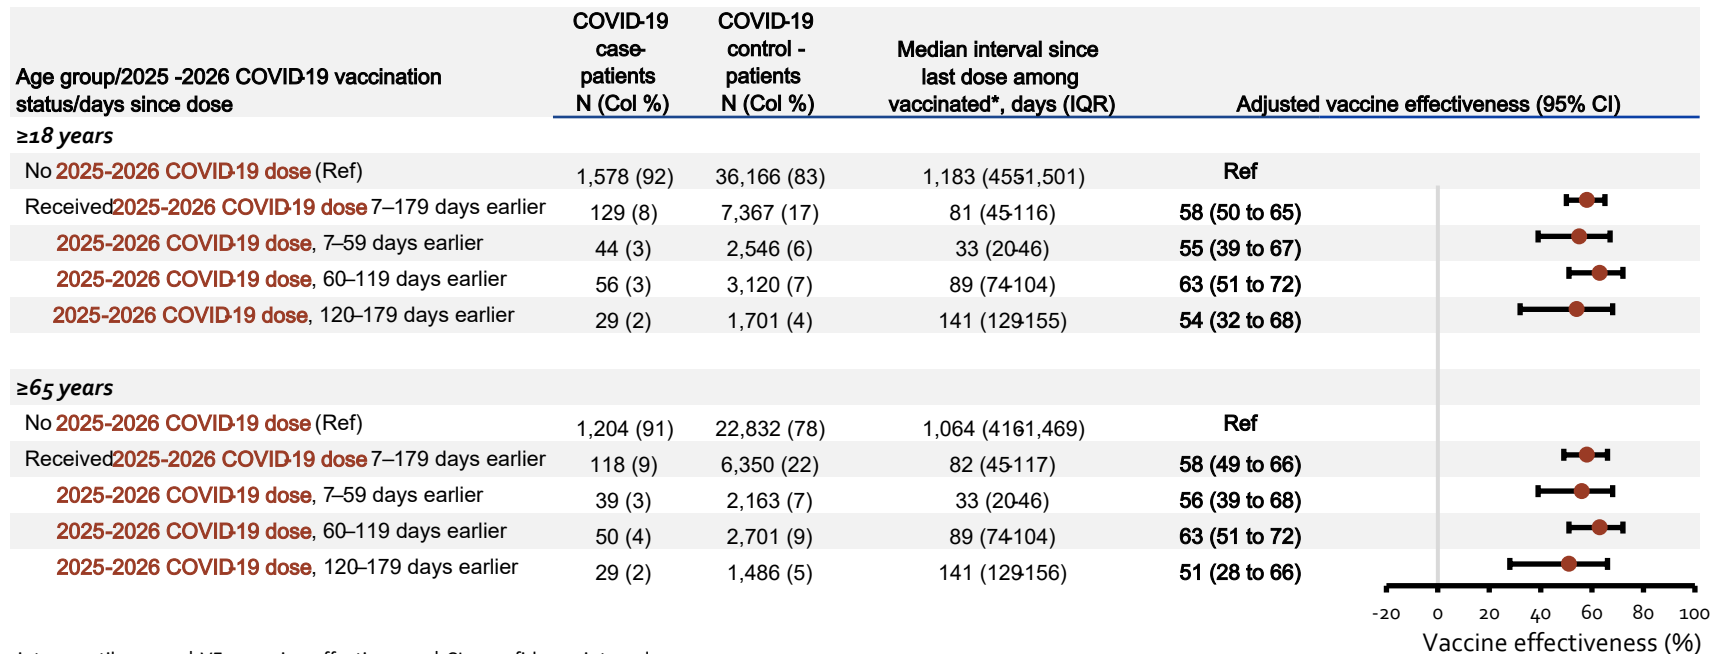 Age group/2025 -2026 COVID-19 vaccination status/days since dose
COVID-19 case- patients N (Col %)
COVID-19 control - patients N (Col %)
Median interval since last dose among vaccinated*, days (IQR)
Adjusted vaccine effectiveness (95% CI)
≥18 years
No 2025-2026 COVID-19 dose (Ref) 1,578 (92) 36,166 (83) 1,183 (455-1,501) Ref
Received 2025-2026 COVID-19 dose 7–179 days earlier 129 (8) 7,367 (17) 81 (45-116) 58 (50 to 65)
2025-2026 COVID-19 dose, 7–59 days earlier 44 (3) 2,546 (6) 33 (20-46) 55 (39 to 67)
2025-2026 COVID-19 dose, 60–119 days earlier 56 (3) 3,120 (7) 89 (74-104) 63 (51 to 72)
2025-2026 COVID-19 dose, 120–179 days earlier 29 (2) 1,701 (4) 141 (129-155) 54 (32 to 68)
≥65 years
No 2025-2026 COVID-19 dose (Ref) 1,204 (91) 22,832 (78) 1,064 (416-1,469) Ref
Received 2025-2026 COVID-19 dose 7–179 days earlier 118 (9) 6,350 (22) 82 (45-117) 58 (49 to 66)
2025-2026 COVID-19 dose, 7–59 days earlier 39 (3) 2,163 (7) 33 (20-46) 56 (39 to 68)
2025-2026 COVID-19 dose, 60–119 days earlier 50 (4) 2,701 (9) 89 (74-104) 63 (51 to 72)
2025-2026 COVID-19 dose, 120–179 days earlier 29 (2) 1,486 (5) 141 (129-156) 51 (28 to 66)
-20 0 20 40 60 80 100
Vaccine effectiveness (%)